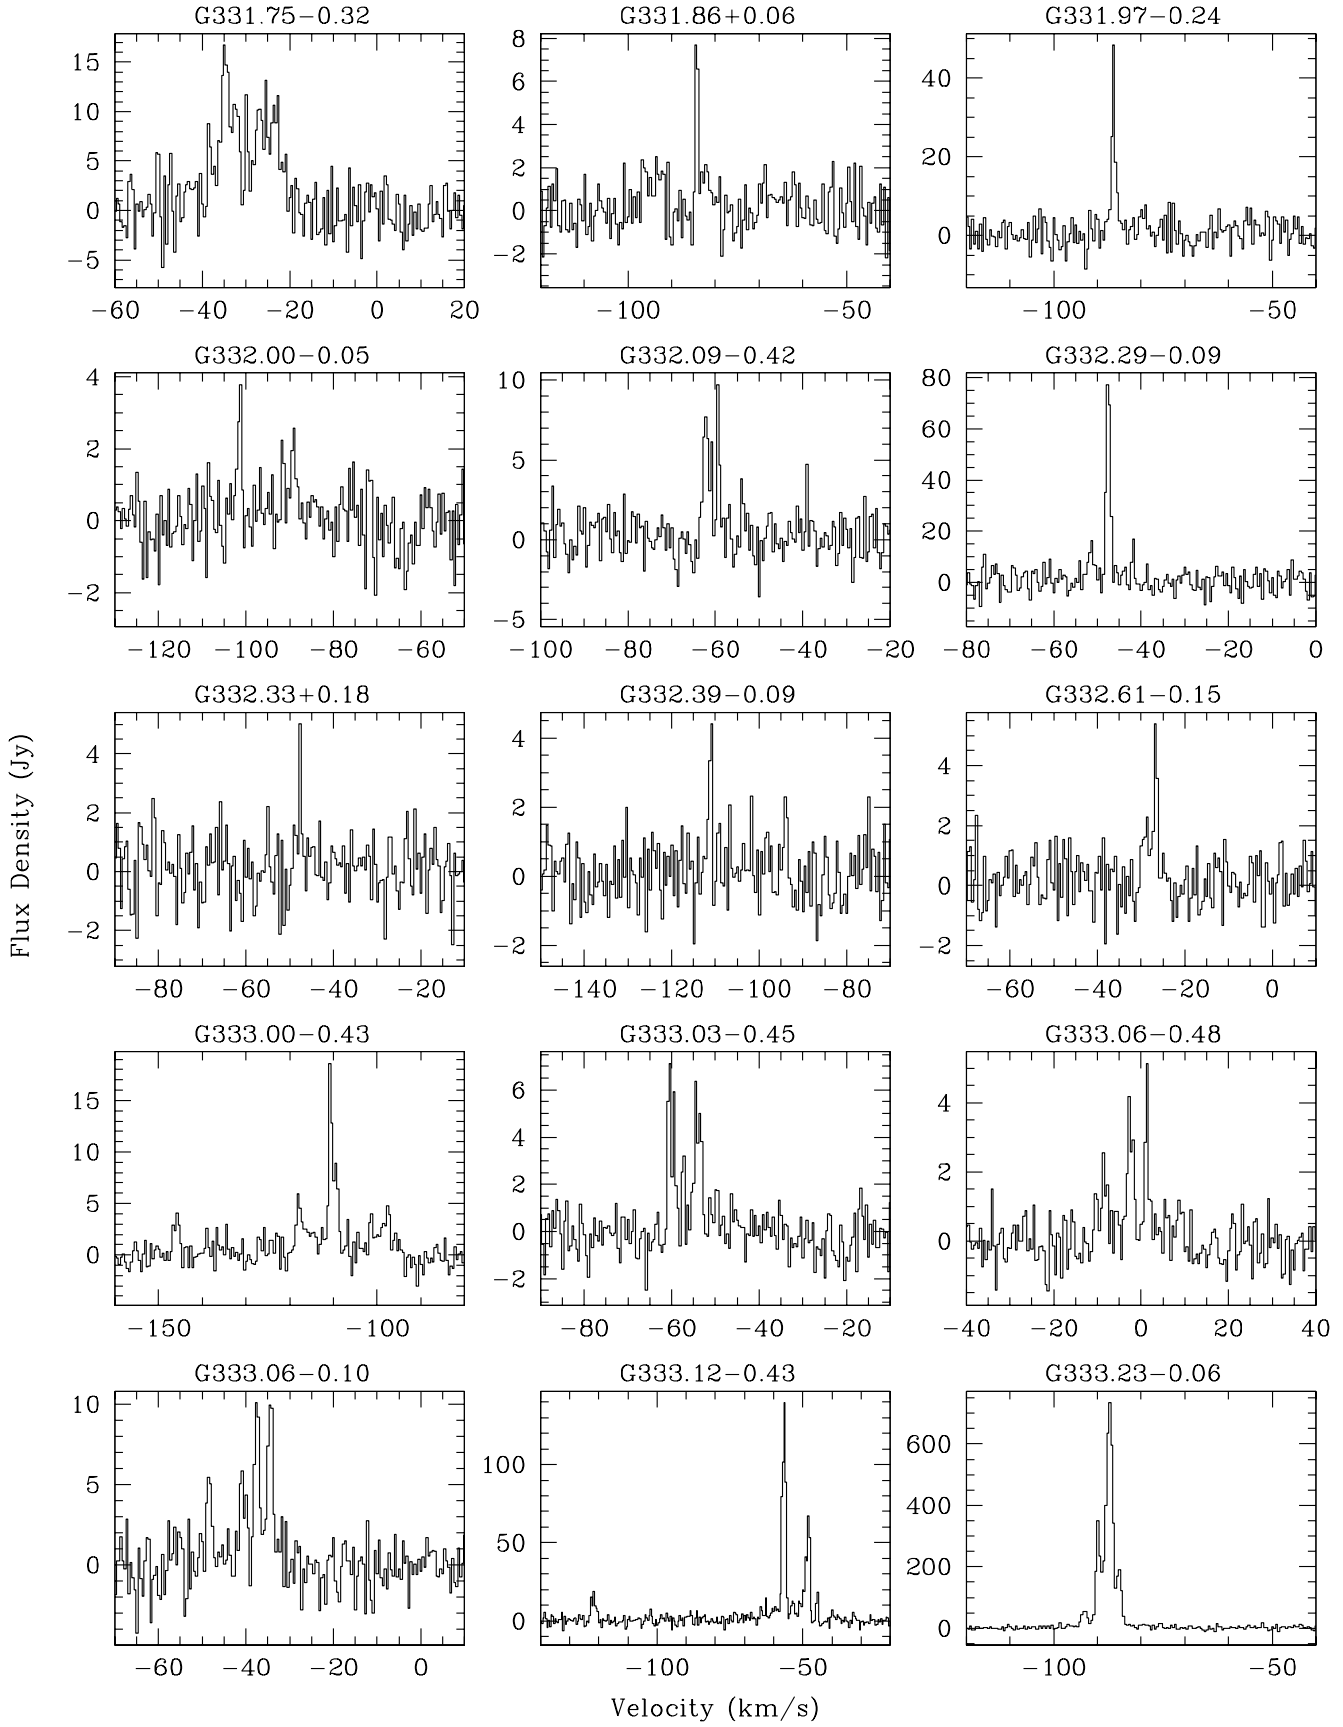 G331.75−0.32 G331.86+0.06 G331.97−0.24
15 10 5 0 −5
8 6 4 2 0 −2
40 20 0
−60 −40 −20 0 20 −100 −50 −100 −50
G332.00−0.05 G332.09−0.42 G332.29−0.09
4 2 0 −2
10 5 0 −5
80 60 40 20 0
−120 −100 −80 −60 −100 −80 −60 −40 −20 −80 −60 −40 −20 0
G332.33+0.18 G332.39−0.09 G332.61−0.15
4 2 0 −2
4 2 0 −2
4 2 0 −2
−80 −60 −40 −20 −140 −120 −100 −80 −60 −40 −20 0
Flux Density (Jy)
G333.00−0.43 G333.03−0.45 G333.06−0.48
15 10 5 0
6 4 2 0 −2
4 2 0
−150 −100 −80 −60 −40 −20 −40 −20 0 20 40
G333.06−0.10 G333.12−0.43 G333.23−0.06
10 5 0
100 50 0
600 400 200 0
−60 −40 −20 0 −100 −50 −100 −50
Velocity (km/s)